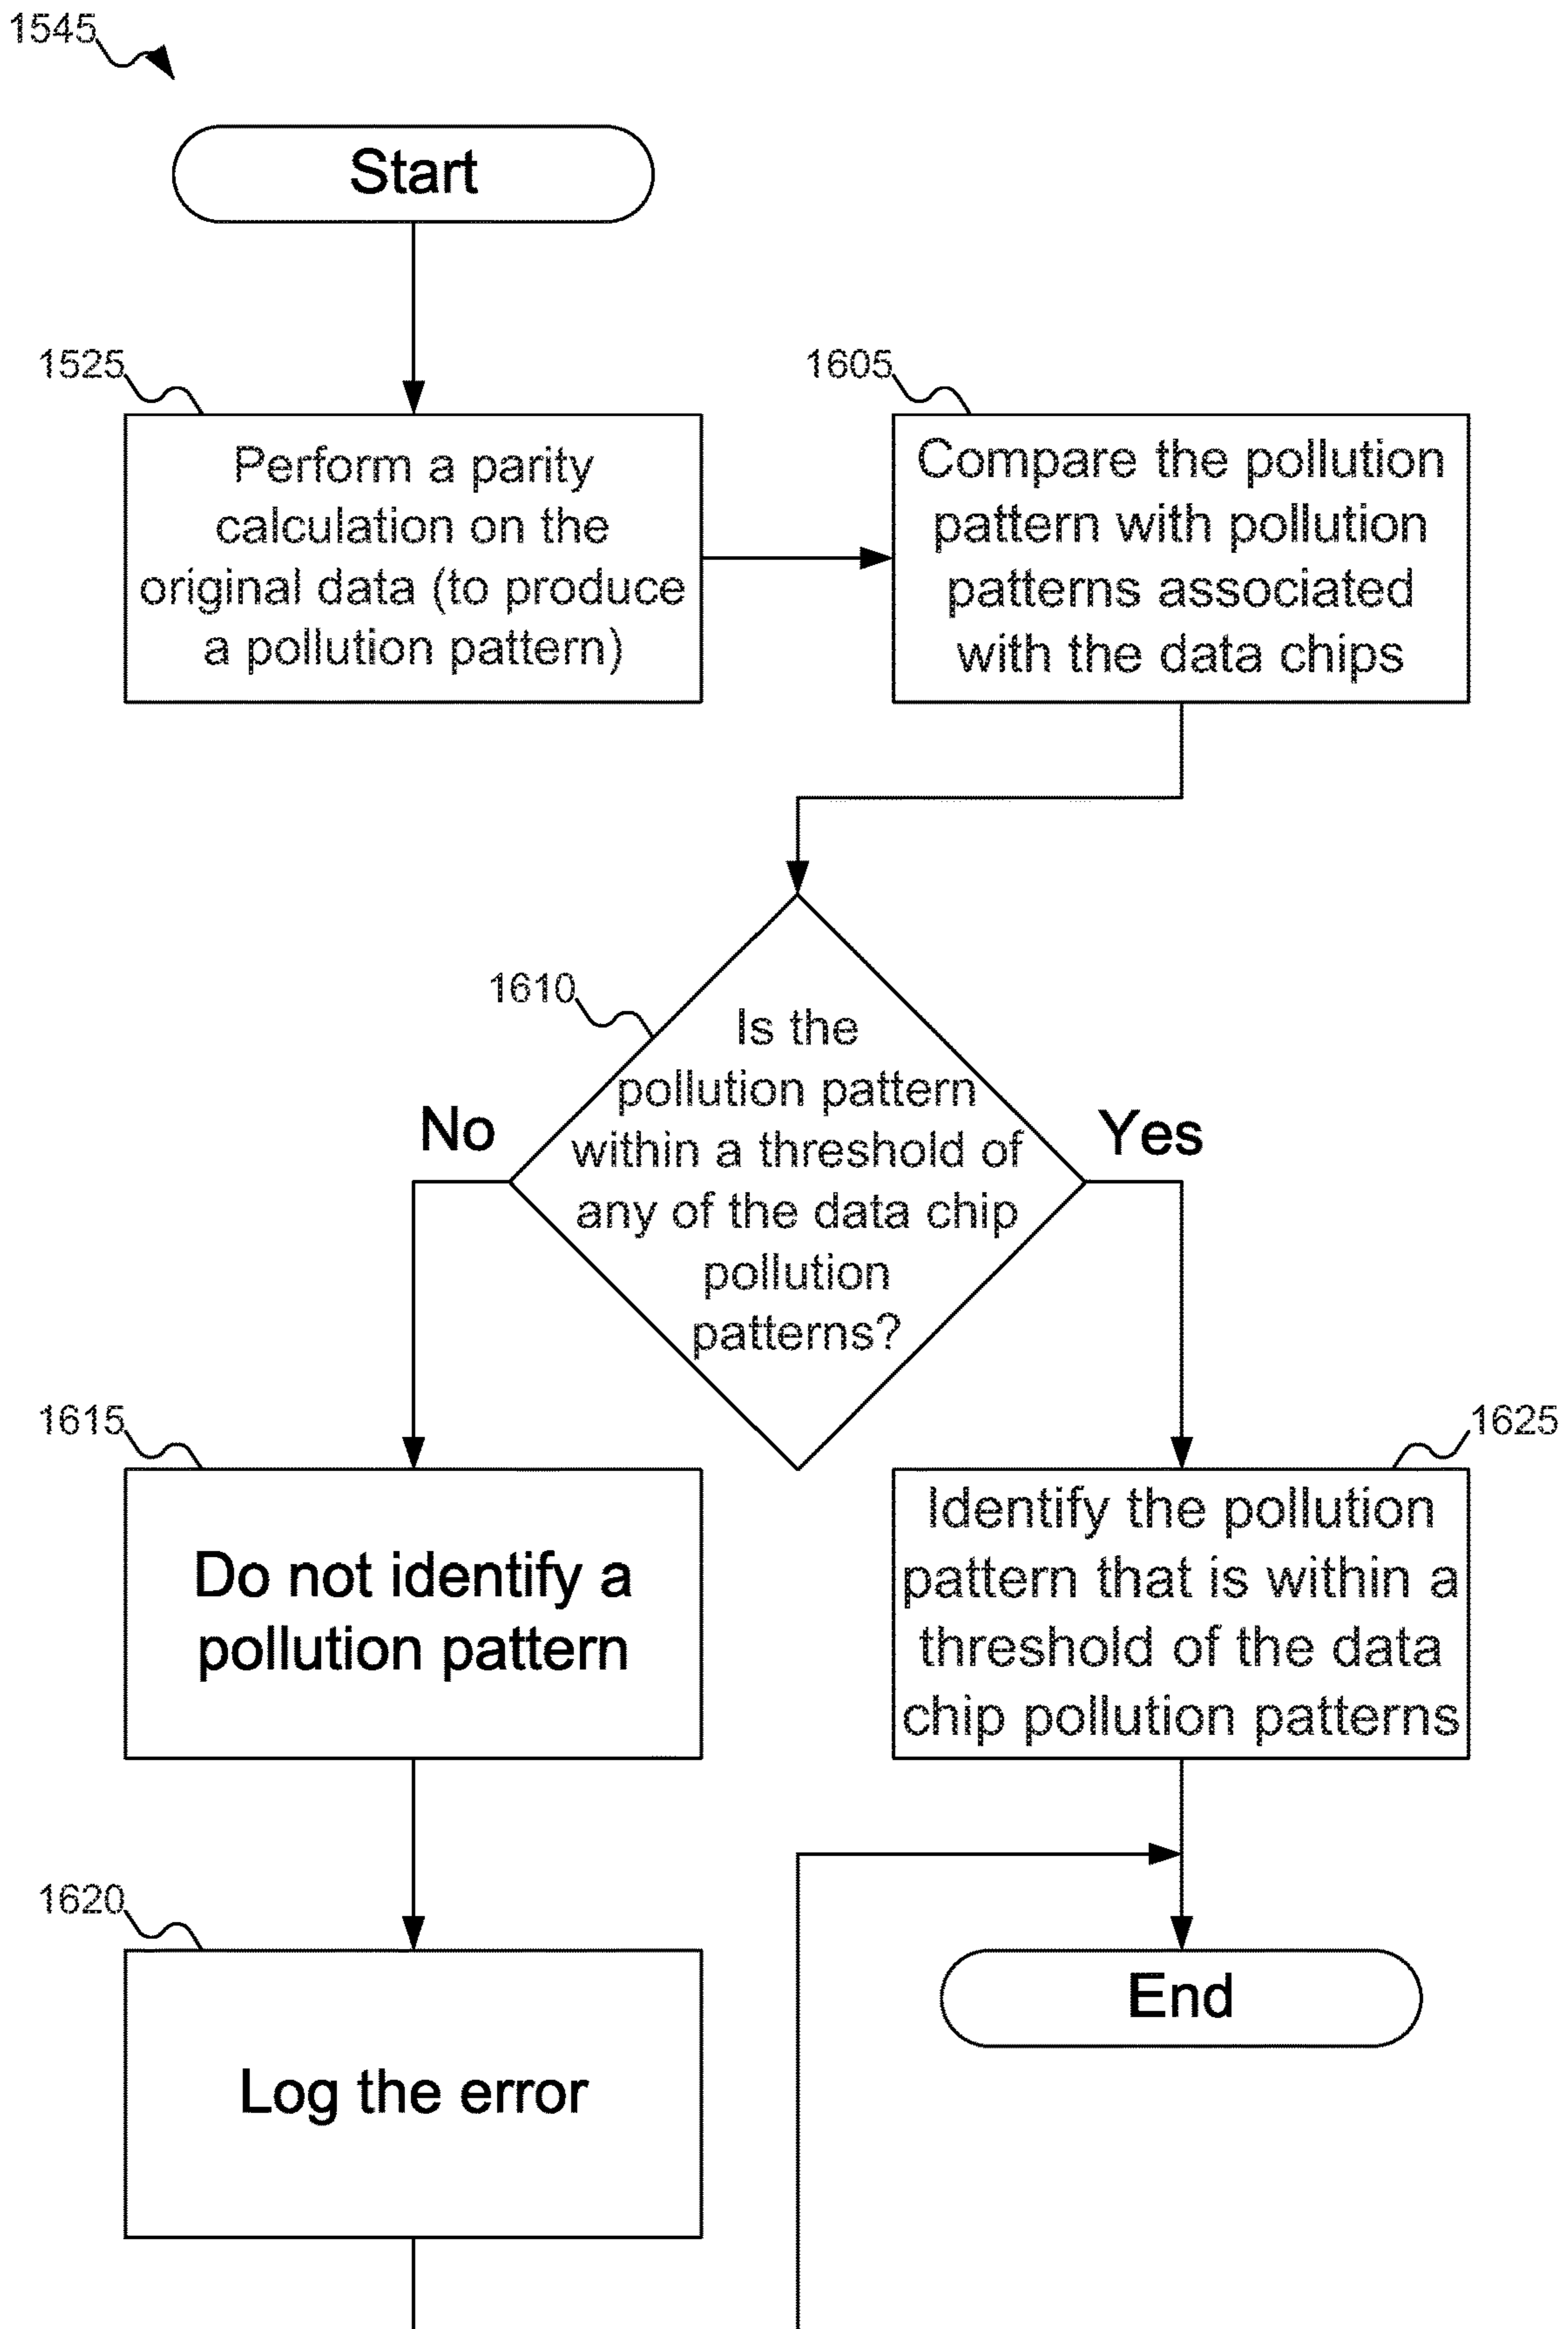 1545
Start
1525
Perform a parity
calculation on the
original data (to produce
a pollution pattern)
1605
Compare the pollution
pattern with pollution
patterns associated
with the data chips
1610
Is the
pollution pattern
within a threshold of
any of the data chip
pollution
patterns?
No
Yes
1615
Do not identify a
pollution pattern
1625
Identify the pollution
pattern that is within a
threshold of the data
chip pollution patterns
1620
Log the error
End